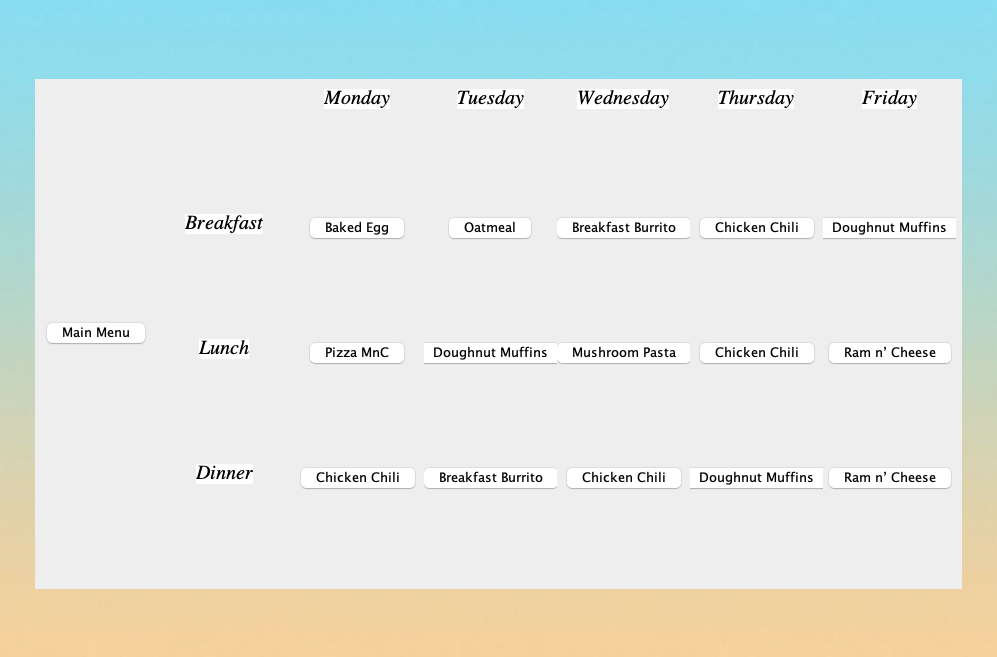 Monday Tuesday Wednesday Thursday Friday
Breakfast Baked Egg Oatmeal Breakfast Burrito Chicken Chili Doughnut Muffins
Main Menu
Lunch Pizza MnC Doughnut Muffins Mushroom Pasta Chicken Chili Ram n’ Cheese
Dinner Chicken Chili Breakfast Burrito Chicken Chili Doughnut Muffins Ram n’ Cheese